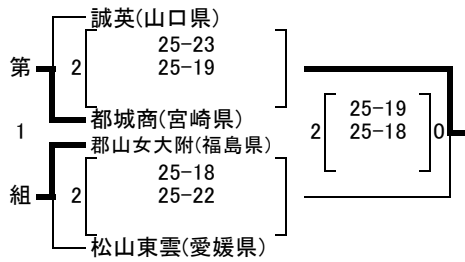 誠英(山口県)
25-23
第 2 25-19
都城商(宮崎県)
25-19
1 2 25-18 0
郡山女大附(福島県)
25-18
組 2 25-22
松山東雲(愛媛県)